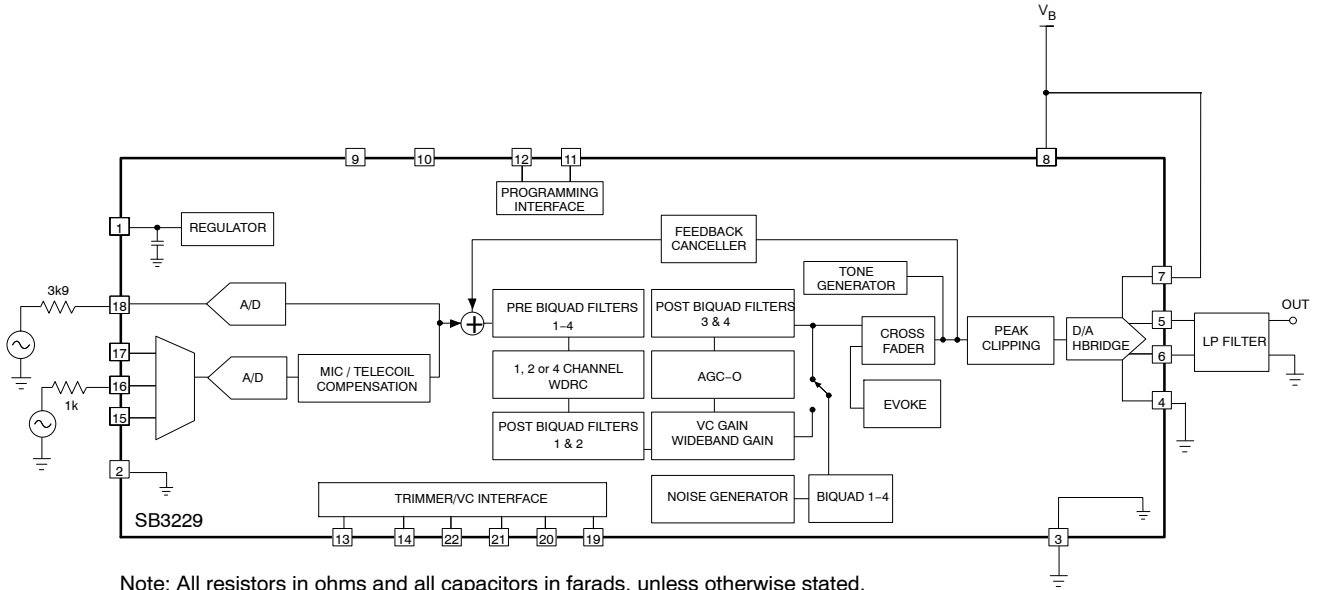 VB
9
10
12
11
8
PROGRAMMING
INTERFACE
1
REGULATOR
FEEDBACK
CANCELLER
TONE
GENERATOR
7
3k9
18
A/D
PRE BIQUAD FILTERS
1–4
POST BIQUAD FILTERS
3 & 4
CROSS
FADER
PEAK
CLIPPING
D/A
HBRIDGE
5
6
LP FILTER
OUT
17
16
15
1k
A/D
MIC / TELECOIL
COMPENSATION
1, 2 or 4 CHANNEL
WDRC
AGC–O
EVOKE
4
POST BIQUAD FILTERS
1 & 2
VC GAIN
WIDEBAND GAIN
2
TRIMMER/VC INTERFACE
NOISE GENERATOR
BIQUAD 1–4
SB3229
13
14
22
21
20
19
3
Note: All resistors in ohms and all capacitors in farads, unless otherwise stated.